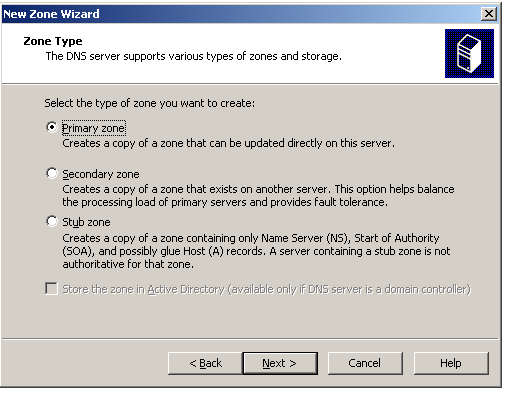 New Zone Wizard
Zone Type
The DNS server supports various types of zones and storage.
Select the type of zone you want to create:
Primary zone
Creates a copy of a zone that can be updated directly on this server.
Secondary zone
Creates a copy of a zone that exists on another server. This option helps balance
the processing load of primary servers and provides fault tolerance.
Stub zone
Creates a copy of a zone containing only Name Server (NS), Start of Authority
(SOA), and possibly glue Host (A) records. A server containing a stub zone is not
authoritative for that zone.
Store the zone in Active Directory (available only if DNS server is a domain controller)
< Back Next > Cancel Help